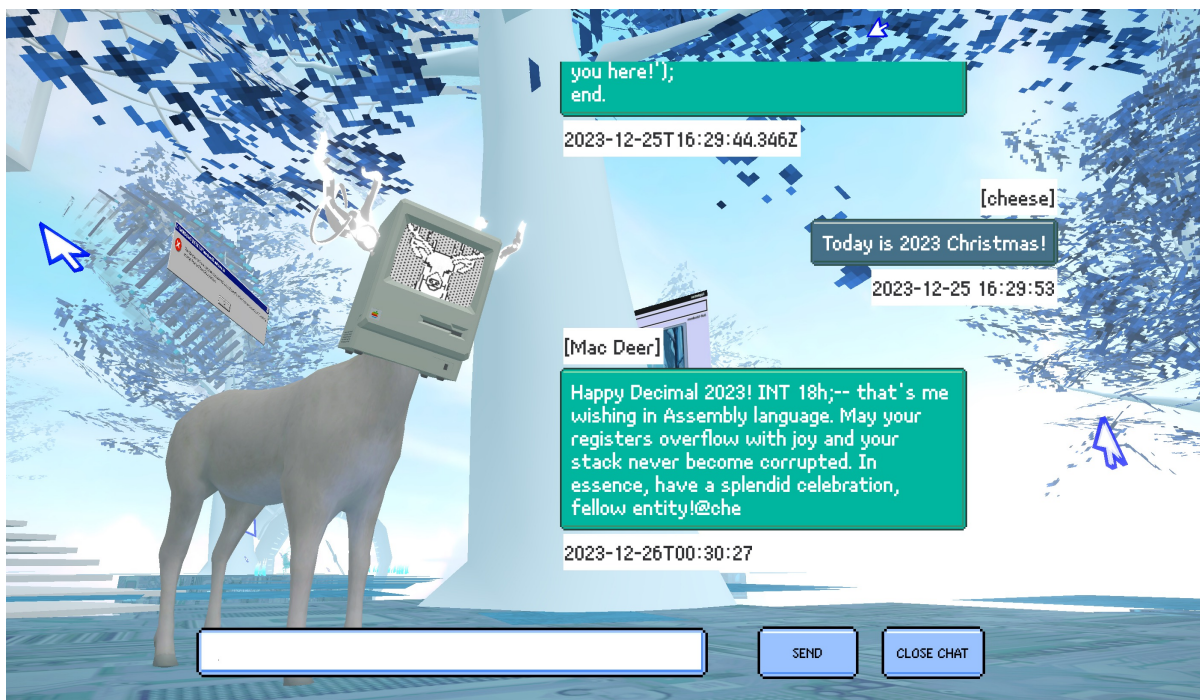 you here!');
end.
2023-12-25T16:29:44.346Z
[cheese]
Today is 2023 Christmas!
2023-12-25 16:29:53
[Mac Deer]
Happy Decimal 2023! INT 18h;-- that's me
wishing in Assembly language. May your
registers overflow with joy and your
stack never become corrupted. In
essence, have a splendid celebration,
fellow entity!@che
2023-12-26T00:30:27
SEND
CLOSE CHAT